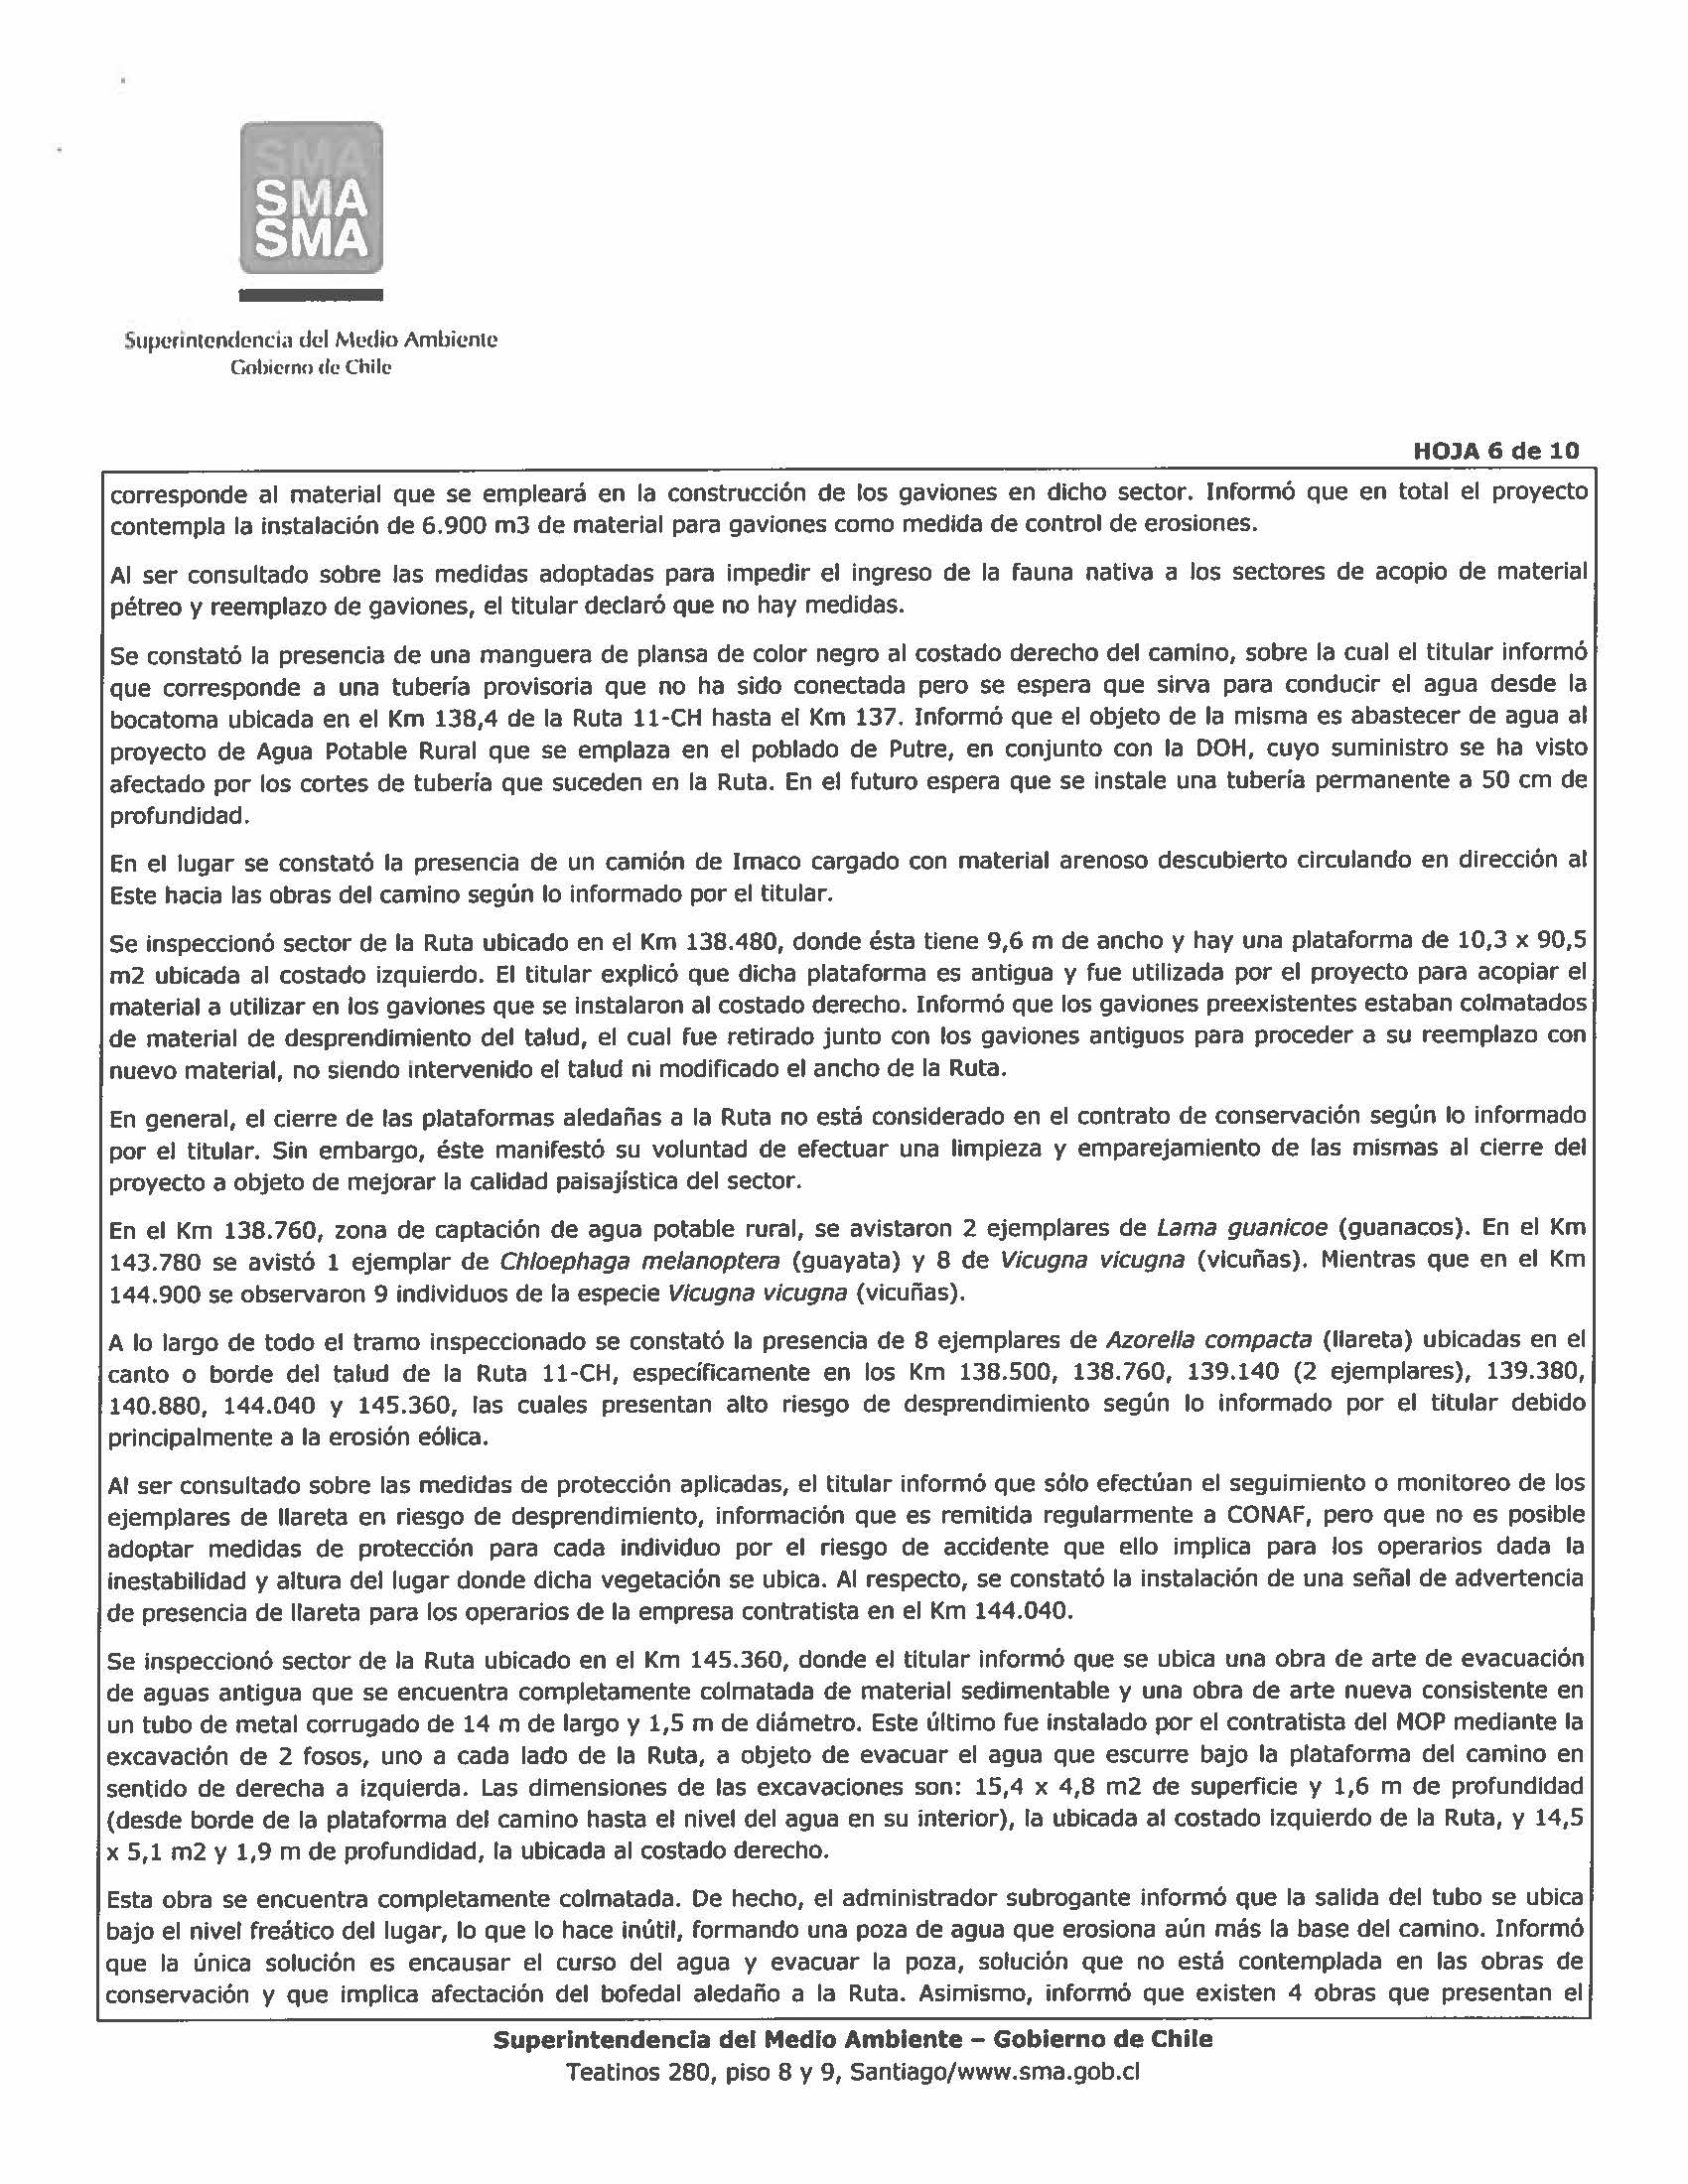 SMA
SMA
SMA
Superintendencia del Medio Ambiente
Gobierno de Chile
HOJA 6 de 10
corresponde al material que se empleará en la construcción de los gaviones en dicho sector. Informó que en total el proyecto
contempla la instalación de 6.900 m3 de material para gaviones como medida de control de erosiones.
Al ser consultado sobre las medidas adoptadas para impedir el ingreso de la fauna nativa a los sectores de acopio de material
pétreo y reemplazo de gaviones, el titular declaró que no hay medidas.
Se constató la presencia de una manguera de plansa de color negro al costado derecho del camino, sobre la cual el titular informó
que corresponde a una tubería provisoria que no ha sido conectada pero se espera que sirva para conducir el agua desde la
bocatoma ubicada en el Km 138,4 de la Ruta 11-CH hasta el Km 137. Informó que el objeto de la misma es abastecer de agua al
proyecto de Agua Potable Rural que se emplaza en el poblado de Putre, en conjunto con la DOH, cuyo suministro se ha visto
afectado por los cortes de tubería que suceden en la Ruta. En el futuro espera que se instale una tubería permanente a 50 cm de
profundidad.
En el lugar se constató la presencia de un camión de Imaco cargado con material arenoso descubierto circulando en dirección al
Este hacia las obras del camino según lo informado por el titular.
Se inspeccionó sector de la Ruta ubicado en el Km 138.480, donde ésta tiene 9,6 m de ancho y hay una plataforma de 10,3 x 90,5
m2 ubicada al costado izquierdo. El titular explicó que dicha plataforma es antigua y fue utilizada por el proyecto para acopiar el
material a utilizar en los gaviones que se instalaron al costado derecho. Informó que los gaviones preexistentes estaban colmatados
de material de desprendimiento del talud, el cual fue retirado junto con los gaviones antiguos para proceder a su reemplazo con
nuevo material, no siendo intervenido el talud ni modificado el ancho de la Ruta.
En general, el cierre de las plataformas aledañas a la Ruta no está considerado en el contrato de conservación según lo informado
por el titular. Sin embargo, éste manifestó su voluntad de efectuar una limpieza y emparejamiento de las mismas al cierre del
proyecto a objeto de mejorar la calidad paisajística del sector.
En el Km 138.760, zona de captación de agua potable rural, se avistaron 2 ejemplares de Lama guanicoe (guanacos). En el Km
143.780 se avistó 1 ejemplar de Chloephaga melanoptera (guayata) y 8 de Vicugna vicugna (vicuñas). Mientras que en el Km
144.900 se observaron 9 individuos de la especie Vicugna vicugna (vicuñas).
A lo largo de todo el tramo inspeccionado se constató la presencia de 8 ejemplares de Azorella compacta (llareta) ubicadas en el
canto o borde del talud de la Ruta 11-CH, específicamente en los Km 138.500, 138.760, 139.140 (2 ejemplares), 139.380,
140.880, 144.040 y 145.360, las cuales presentan alto riesgo de desprendimiento según lo informado por el titular debido
principalmente a la erosión eólica.
Al ser consultado sobre las medidas de protección aplicadas, el titular informó que sólo efectúan el seguimiento o monitoreo de los
ejemplares de llareta en riesgo de desprendimiento, información que es remitida regularmente a CONAF, pero que no es posible
adoptar medidas de protección para cada individuo por el riesgo de accidente que ello implica para los operarios dada la
inestabilidad y altura del lugar donde dicha vegetación se ubica. Al respecto, se constató la instalación de una señal de advertencia
de presencia de llareta para los operarios de la empresa contratista en el Km 144.040.
Se inspeccionó sector de la Ruta ubicado en el Km 145.360, donde el titular informó que se ubica una obra de arte de evacuación
de aguas antigua que se encuentra completamente colmatada de material sedimentable y una obra de arte nueva consistente en
un tubo de metal corrugado de 14 m de largo y 1,5 m de diámetro. Este último fue instalado por el contratista del MOP mediante la
excavación de 2 fosos, uno a cada lado de la Ruta, a objeto de evacuar el agua que escurre bajo la plataforma del camino en
sentido de derecha a izquierda. Las dimensiones de las excavaciones son: 15,4 x 4,8 m2 de superficie y 1,6 m de profundidad
(desde borde de la plataforma del camino hasta el nivel del agua en su interior), la ubicada al costado izquierdo de la Ruta, y 14,5
x 5,1 m2 y 1,9 m de profundidad, la ubicada al costado derecho.
Esta obra se encuentra completamente colmatada. De hecho, el administrador subrogante informó que la salida del tubo se ubica
bajo el nivel freático del lugar, lo que lo hace inútil, formando una poza de agua que erosiona aún más la base del camino. Informó
que la única solución es encausar el curso del agua y evacuar la poza, solución que no está contemplada en las obras de
conservación y que implica afectación del bofedal aledaño a la Ruta. Asimismo, informó que existen 4 obras que presentan el
Superintendencia del Medio Ambiente – Gobierno de Chile
Teatinos 280, piso 8 y 9, Santiago/www.sma.gob.cl